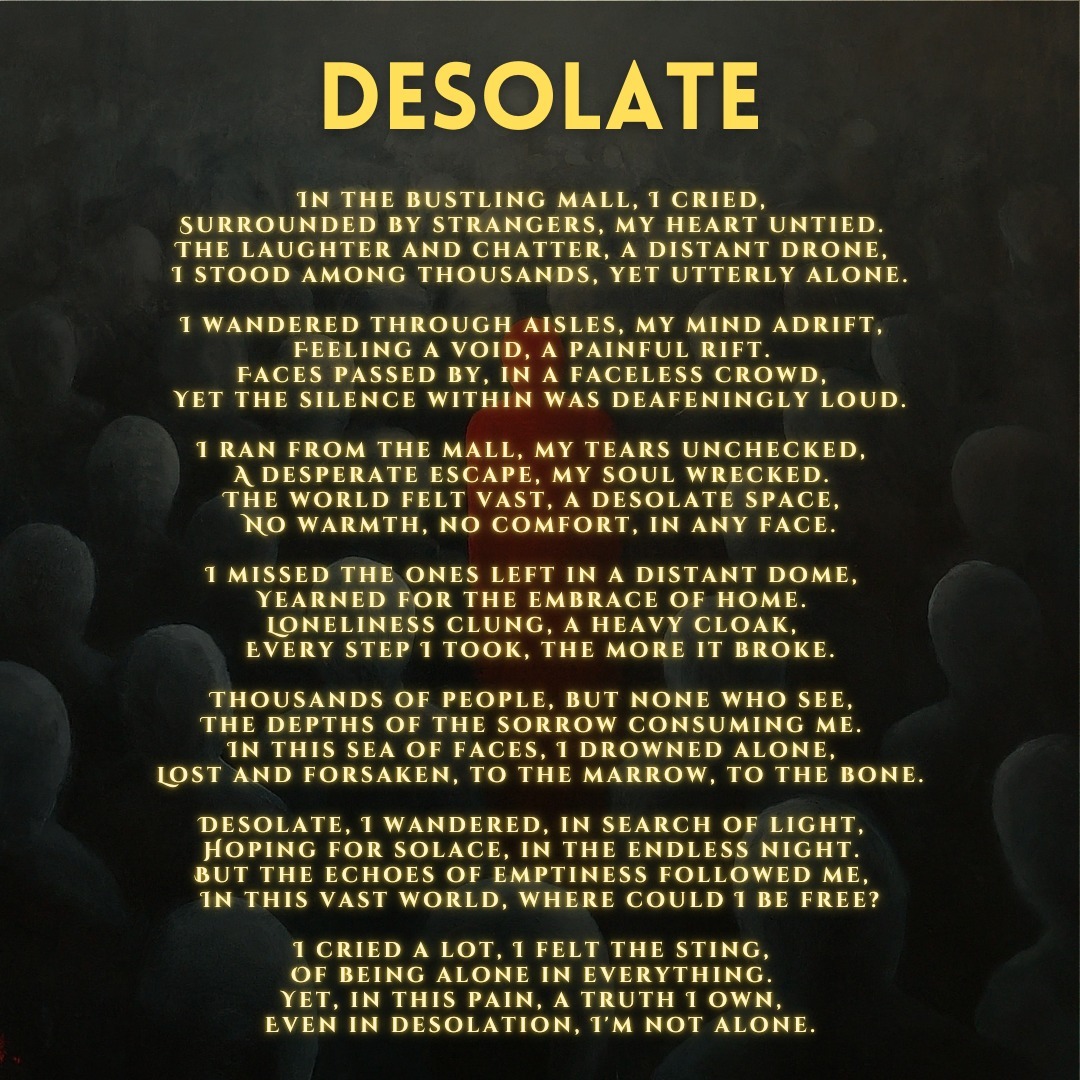 DESOLATE
In the bustling mall, I cried,
Surrounded by strangers, my heart untied.
The laughter and chatter, a distant drone,
I stood among thousands, yet utterly alone.
I wandered through aisles, my mind adrift,
Feeling a void, a painful rift.
Faces passed by, in a faceless crowd,
Yet the silence within was deafeningly loud.
I ran from the mall, my tears unchecked,
A desperate escape, my soul wrecked.
The world felt vast, a desolate space,
No warmth, no comfort, in any face.
I missed the ones left in a distant dome,
Yearned for the embrace of home.
Loneliness clung, a heavy cloak,
Every step I took, the more it broke.
Thousands of people, but none who see,
The depths of the sorrow consuming me.
In this sea of faces, I drowned alone,
Lost and forsaken, to the marrow, to the bone.
Desolate, I wandered, in search of light,
Hoping for solace, in the endless night.
But the echoes of emptiness followed me,
In this vast world, where could I be free?
I cried a lot, I felt the sting,
Of being alone in everything.
Yet, in this pain, a truth I own,
Even in desolation, I'm not alone.